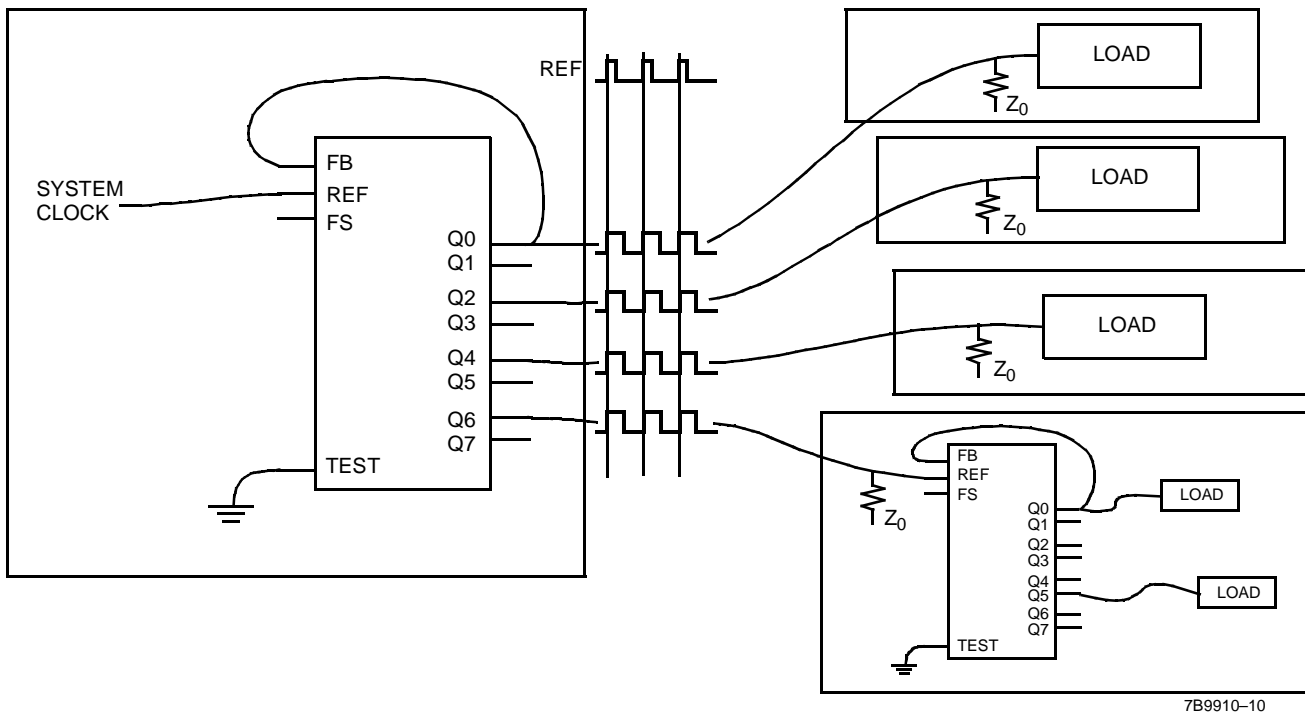 REF
LOAD
Z0
LOAD
Z0
LOAD
Z0
SYSTEM
CLOCK
FB
REF
FS
Q0
Q1
Q2
Q3
Q4
Q5
Q6
Q7
TEST
Z0
FB
REF
FS
Q0
Q1
Q2
Q3
Q4
Q5
Q6
Q7
TEST
LOAD
LOAD
7B9910–10